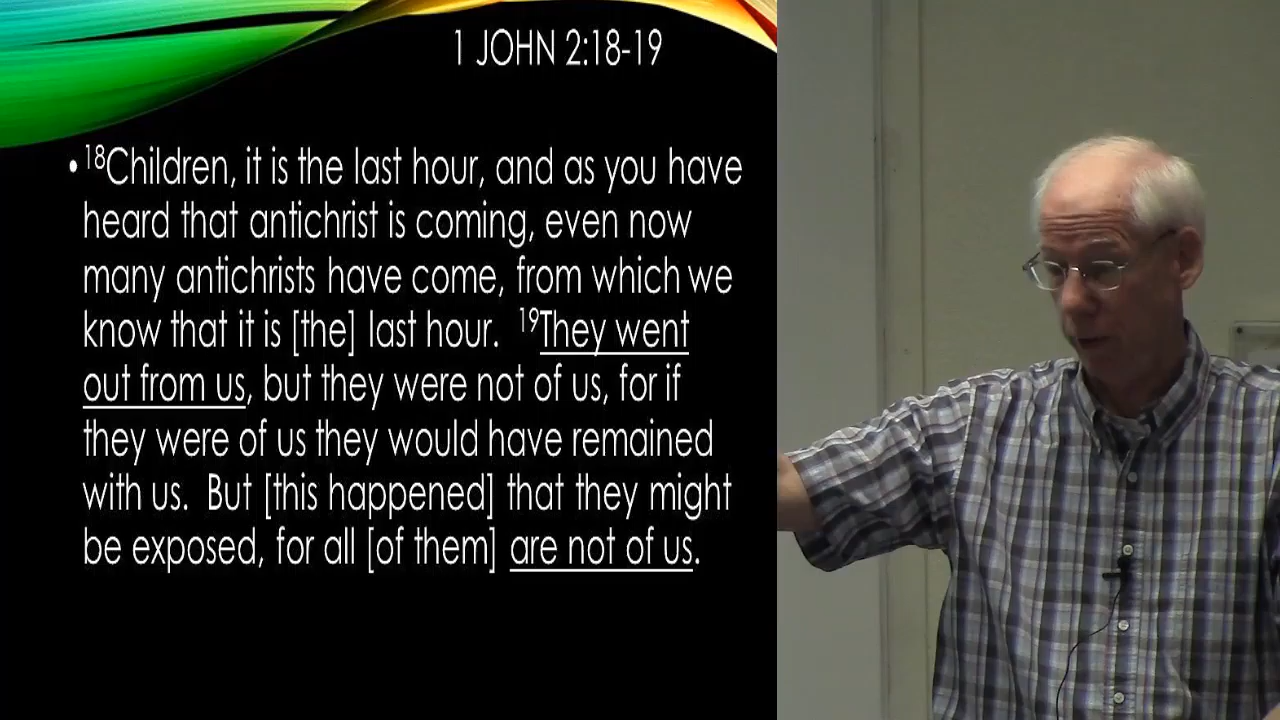 1 JOHN 2:18-19
•¹⁸Children, it is the last hour, and as you have
heard that antichrist is coming, even now
many antichrists have come, from which we
know that it is [the] last hour. ¹⁹They went
out from us, but they were not of us, for if
they were of us they would have remained
with us. But [this happened] that they might
be exposed, for all [of them] are not of us.